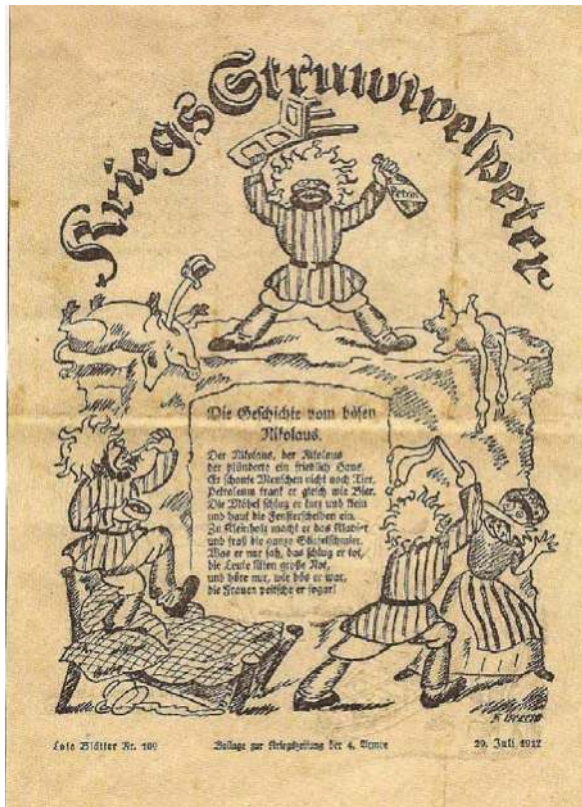 Kriegs Struwwelpeter
Petrol
Die Geschichte vom bösen
Nikolaus.
Der Nikolaus, der Nikolaus
der plünderte ein friedlich Haus.
Er schonte Menschen nicht noch Tier.
Petroleum trank er gleich wie Bier.
Die Möbel schlug er kurz und klein
und haut die Fensterscheiben ein.
Zu Kleinholz macht er das Klavier
und fraß die ganze
Was er nur sah, das schlug er tot,
die Leute litten große Not,
und höre nur, wie bös er war,
die Frauen peitschte er sogar!
Lose Blätter Nr. 109
Beilage zur Kriegszeitung der 4. Armee
29. Juli 1917